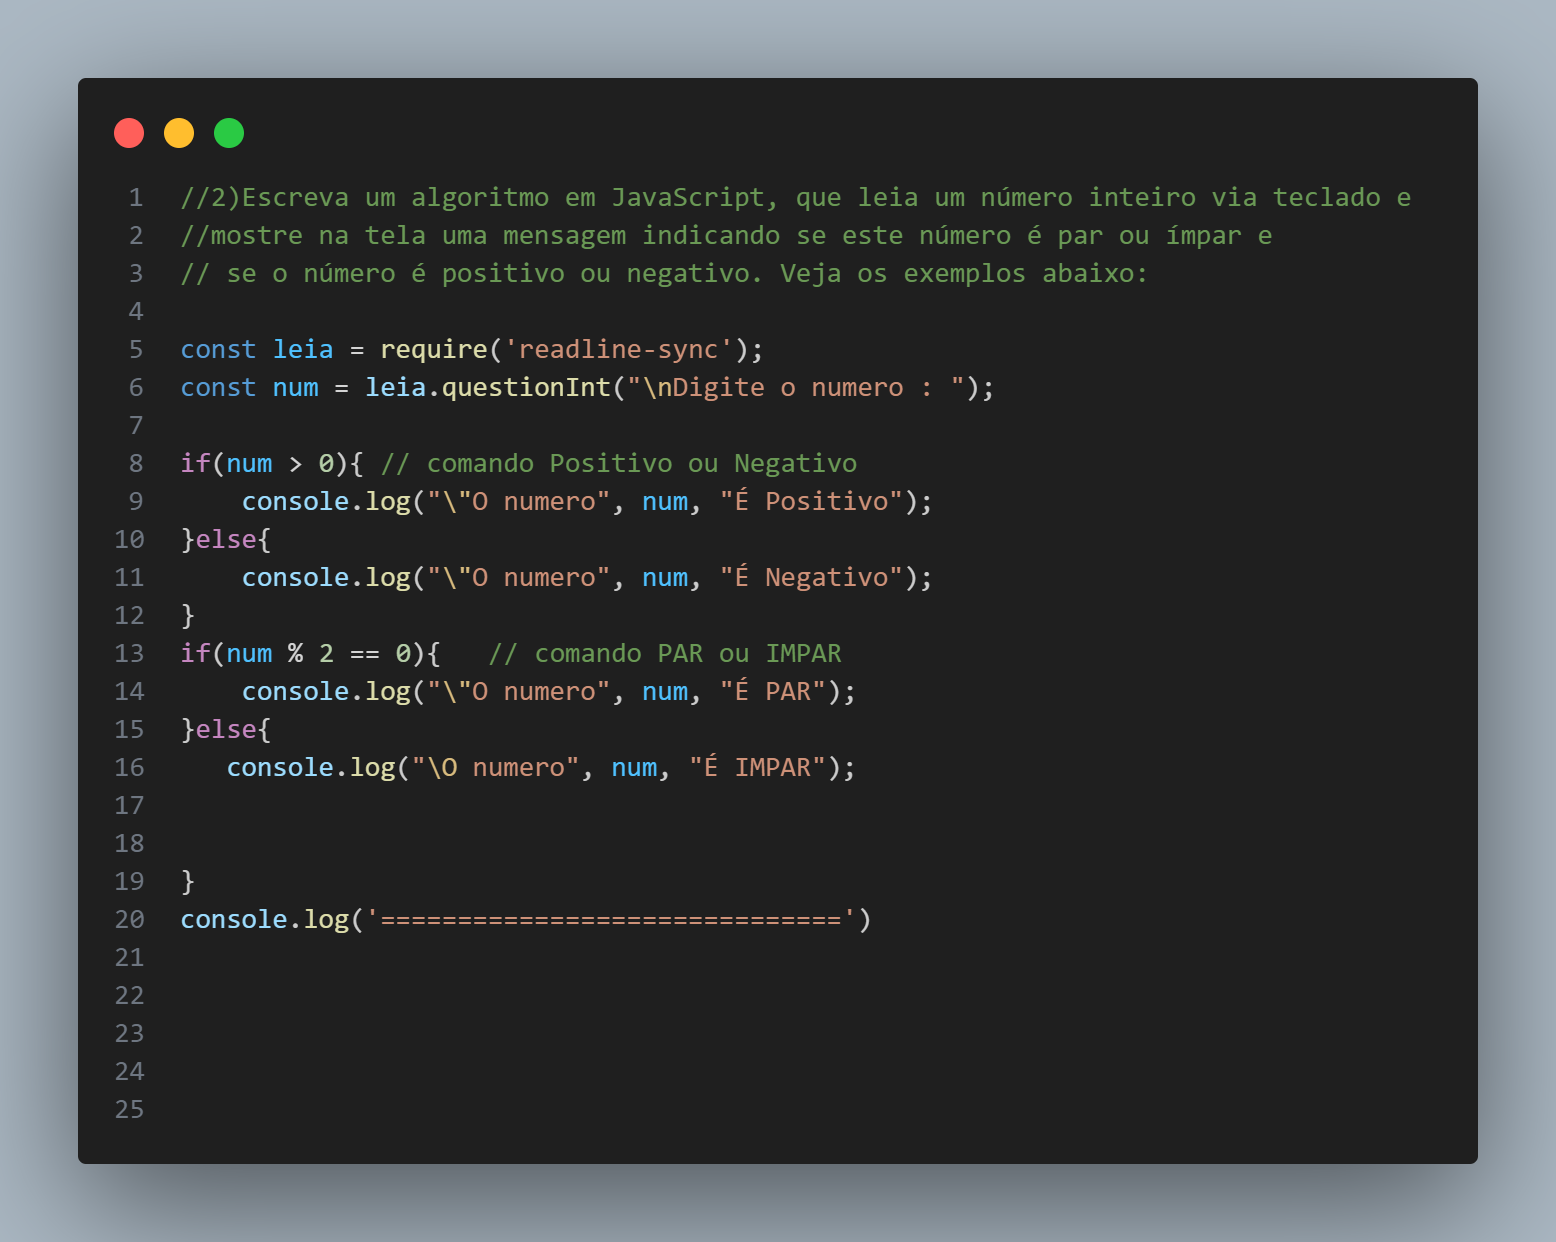 1 //2)Escreva um algoritmo em JavaScript, que leia um número inteiro via teclado e
2 //mostre na tela uma mensagem indicando se este número é par ou ímpar e
3 // se o número é positivo ou negativo. Veja os exemplos abaixo:
4
5 const leia = require('readline-sync');
6 const num = leia.questionInt("\nDigite o numero : ");
7
8 if(num > 0){ // comando Positivo ou Negativo
9     console.log("\"O numero", num, "É Positivo");
10 }else{
11     console.log("\"O numero", num, "É Negativo");
12 }
13 if(num % 2 == 0){   // comando PAR ou IMPAR
14     console.log("\"O numero", num, "É PAR");
15 }else{
16    console.log("\O numero", num, "É IMPAR");
17
18
19 }
20 console.log('==============================')
21
22
23
24
25